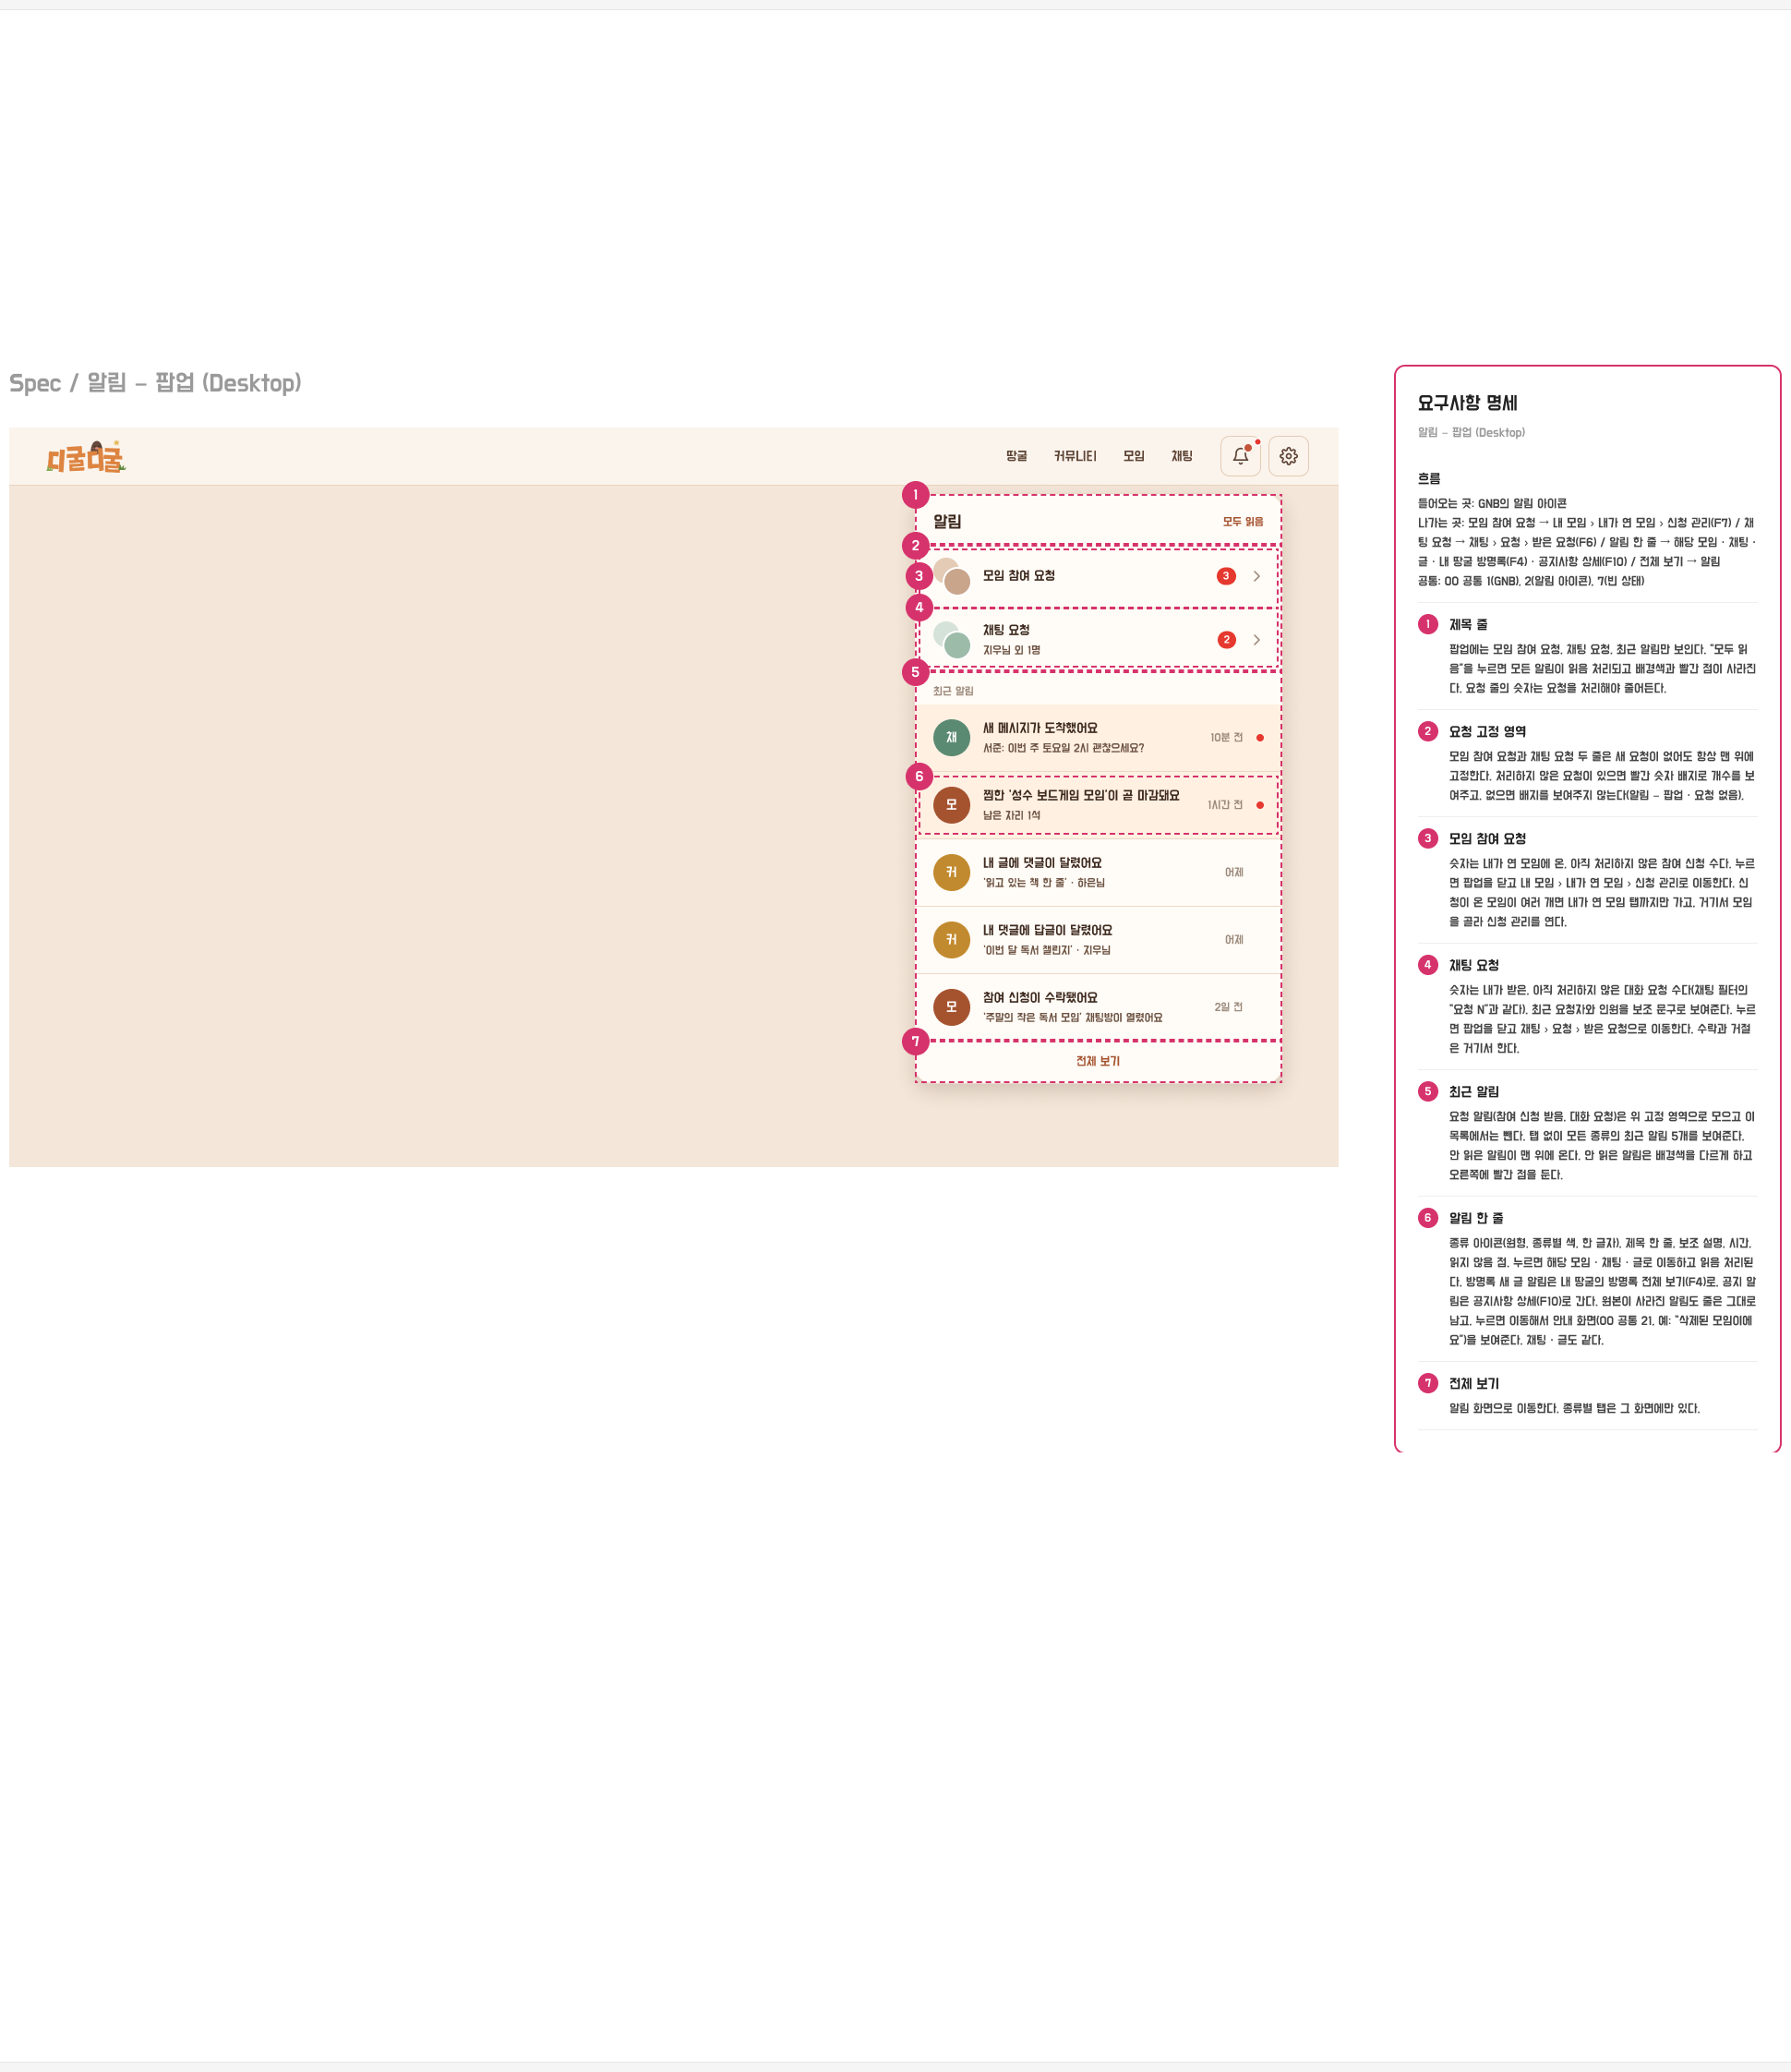 Spec / 알림 – 팝업 (Desktop)
디굴디굴
땅굴 커뮤니티 모임 채팅
1
알림 모두 읽음
2
3 모임 참여 요청 3
4
채팅 요청
지우님 외 1명 2
5
최근 알림
채 새 메시지가 도착했어요 10분 전
서준: 이번 주 토요일 2시 괜찮으세요?
6
모 찜한 '성수 보드게임 모임'이 곧 마감돼요 1시간 전
남은 자리 1석
커 내 글에 댓글이 달렸어요 어제
'읽고 있는 책 한 줄' · 하은님
커 내 댓글에 답글이 달렸어요 어제
'이번 달 독서 챌린지' · 지우님
모 참여 신청이 수락됐어요 2일 전
'주말의 작은 독서 모임' 채팅방이 열렸어요
7
전체 보기
요구사항 명세
알림 – 팝업 (Desktop)
흐름
들어오는 곳: GNB의 알림 아이콘
나가는 곳: 모임 참여 요청 → 내 모임 › 내가 연 모임 › 신청 관리(F7) / 채
팅 요청 → 채팅 › 요청 › 받은 요청(F6) / 알림 한 줄 → 해당 모임 · 채팅 ·
글 · 내 땅굴 방명록(F4) · 공지사항 상세(F10) / 전체 보기 → 알림
공통: 00 공통 1(GNB), 2(알림 아이콘), 7(빈 상태)
1 제목 줄
팝업에는 모임 참여 요청, 채팅 요청, 최근 알림만 보인다. "모두 읽
음"을 누르면 모든 알림이 읽음 처리되고 배경색과 빨간 점이 사라진
다. 요청 줄의 숫자는 요청을 처리해야 줄어든다.
2 요청 고정 영역
모임 참여 요청과 채팅 요청 두 줄은 새 요청이 없어도 항상 맨 위에
고정한다. 처리하지 않은 요청이 있으면 빨간 숫자 배지로 개수를 보
여주고, 없으면 배지를 보여주지 않는다(알림 – 팝업 · 요청 없음).
3 모임 참여 요청
숫자는 내가 연 모임에 온, 아직 처리하지 않은 참여 신청 수다. 누르
면 팝업을 닫고 내 모임 › 내가 연 모임 › 신청 관리로 이동한다. 신
청이 온 모임이 여러 개면 내가 연 모임 탭까지만 가고, 거기서 모임
을 골라 신청 관리를 연다.
4 채팅 요청
숫자는 내가 받은, 아직 처리하지 않은 대화 요청 수다(채팅 필터의
"요청 N"과 같다). 최근 요청자와 인원을 보조 문구로 보여준다. 누르
면 팝업을 닫고 채팅 › 요청 › 받은 요청으로 이동한다. 수락과 거절
은 거기서 한다.
5 최근 알림
요청 알림(참여 신청 받음, 대화 요청)은 위 고정 영역으로 모으고 이
목록에서는 뺀다. 탭 없이 모든 종류의 최근 알림 5개를 보여준다.
안 읽은 알림이 맨 위에 온다. 안 읽은 알림은 배경색을 다르게 하고
오른쪽에 빨간 점을 둔다.
6 알림 한 줄
종류 아이콘(원형, 종류별 색, 한 글자), 제목 한 줄, 보조 설명, 시간,
읽지 않음 점. 누르면 해당 모임 · 채팅 · 글로 이동하고 읽음 처리된
다. 방명록 새 글 알림은 내 땅굴의 방명록 전체 보기(F4)로, 공지 알
림은 공지사항 상세(F10)로 간다. 원본이 사라진 알림도 줄은 그대로
남고, 누르면 이동해서 안내 화면(00 공통 21, 예: "삭제된 모임이에
요")을 보여준다. 채팅 · 글도 같다.
7 전체 보기
알림 화면으로 이동한다. 종류별 탭은 그 화면에만 있다.